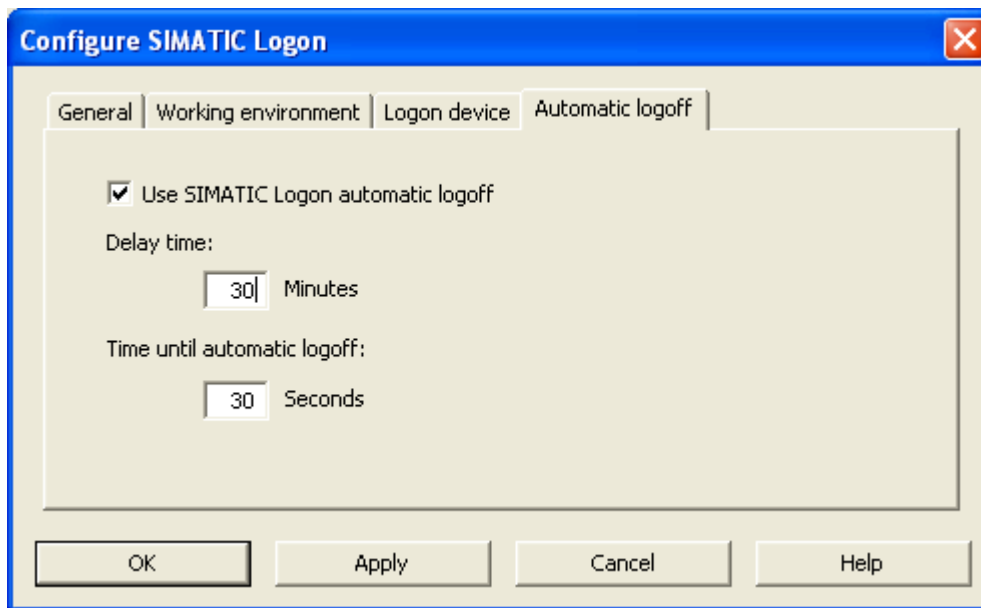 Configure SIMATIC Logon
General Working environment Logon device Automatic logoff
Use SIMATIC Logon automatic logoff
Delay time:
30 Minutes
Time until automatic logoff:
30 Seconds
OK Apply Cancel Help